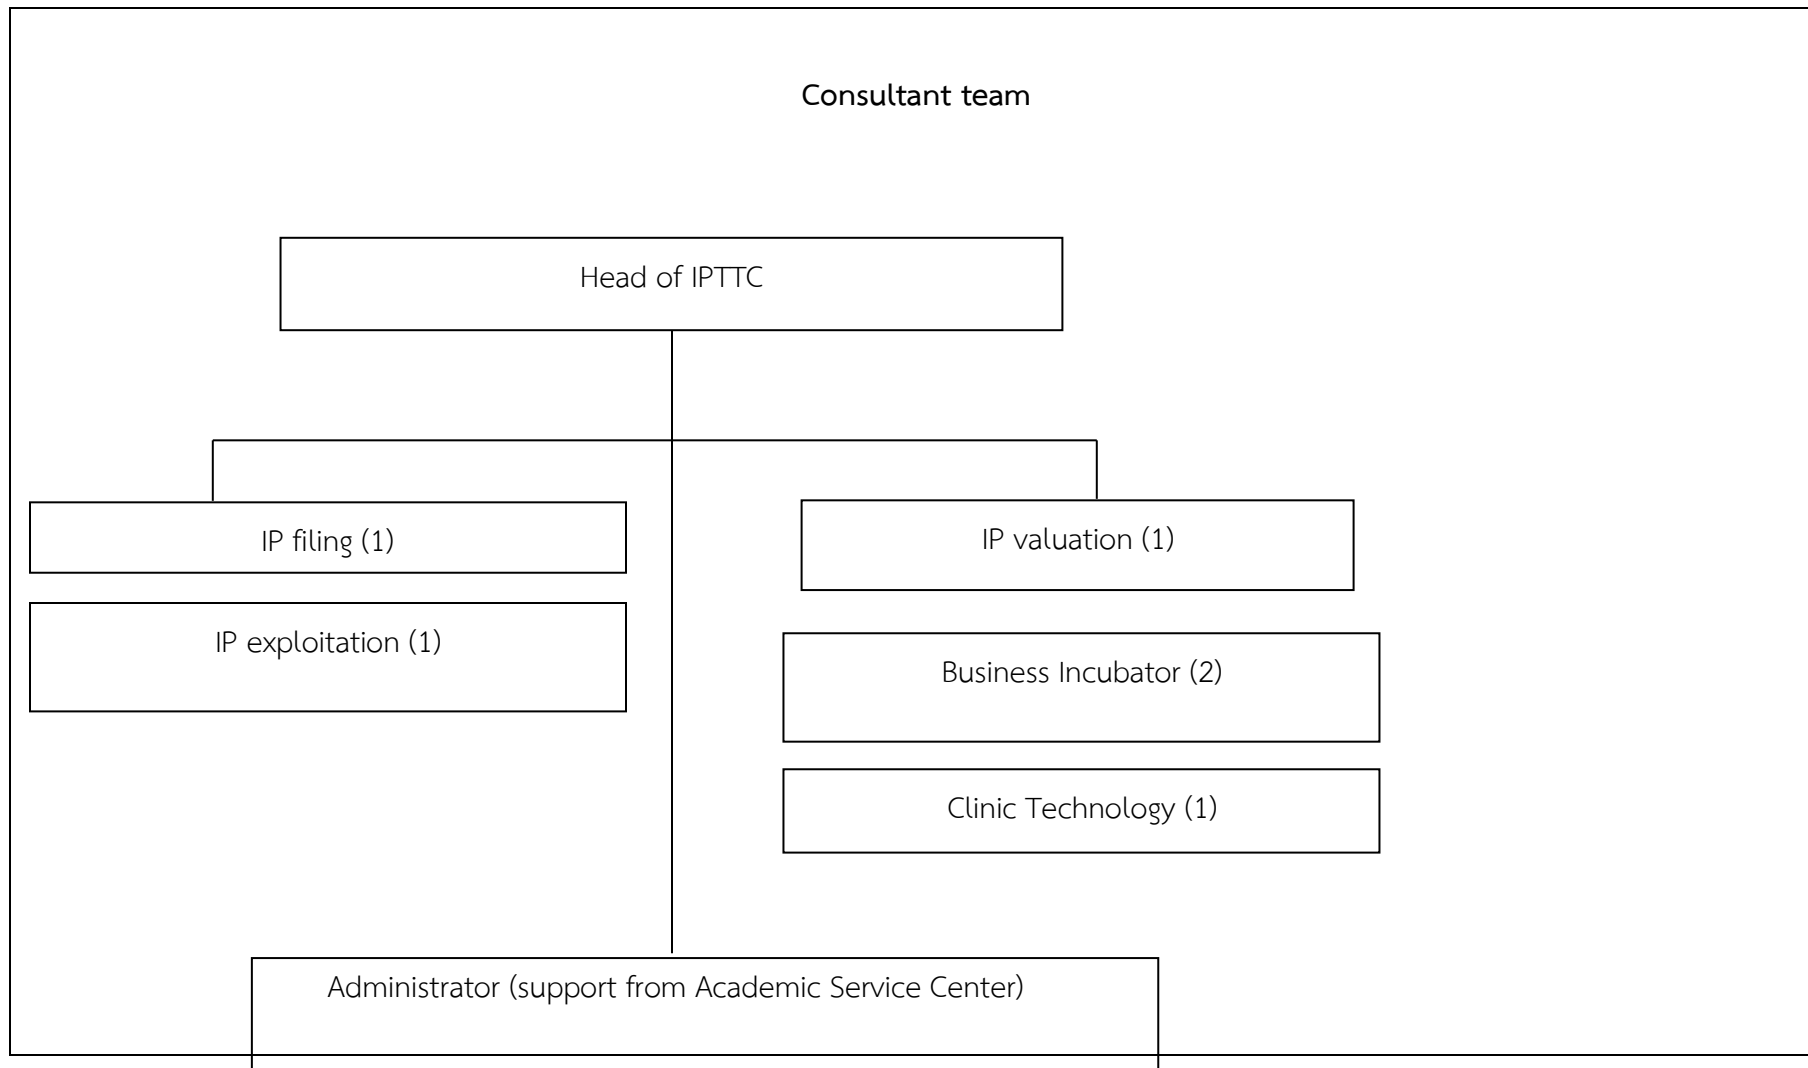 Consultant team
Head of IPTTC
IP filing (1)
IP valuation (1)
IP exploitation (1)
Business Incubator (2)
Clinic Technology (1)
Administrator (support from Academic Service Center)